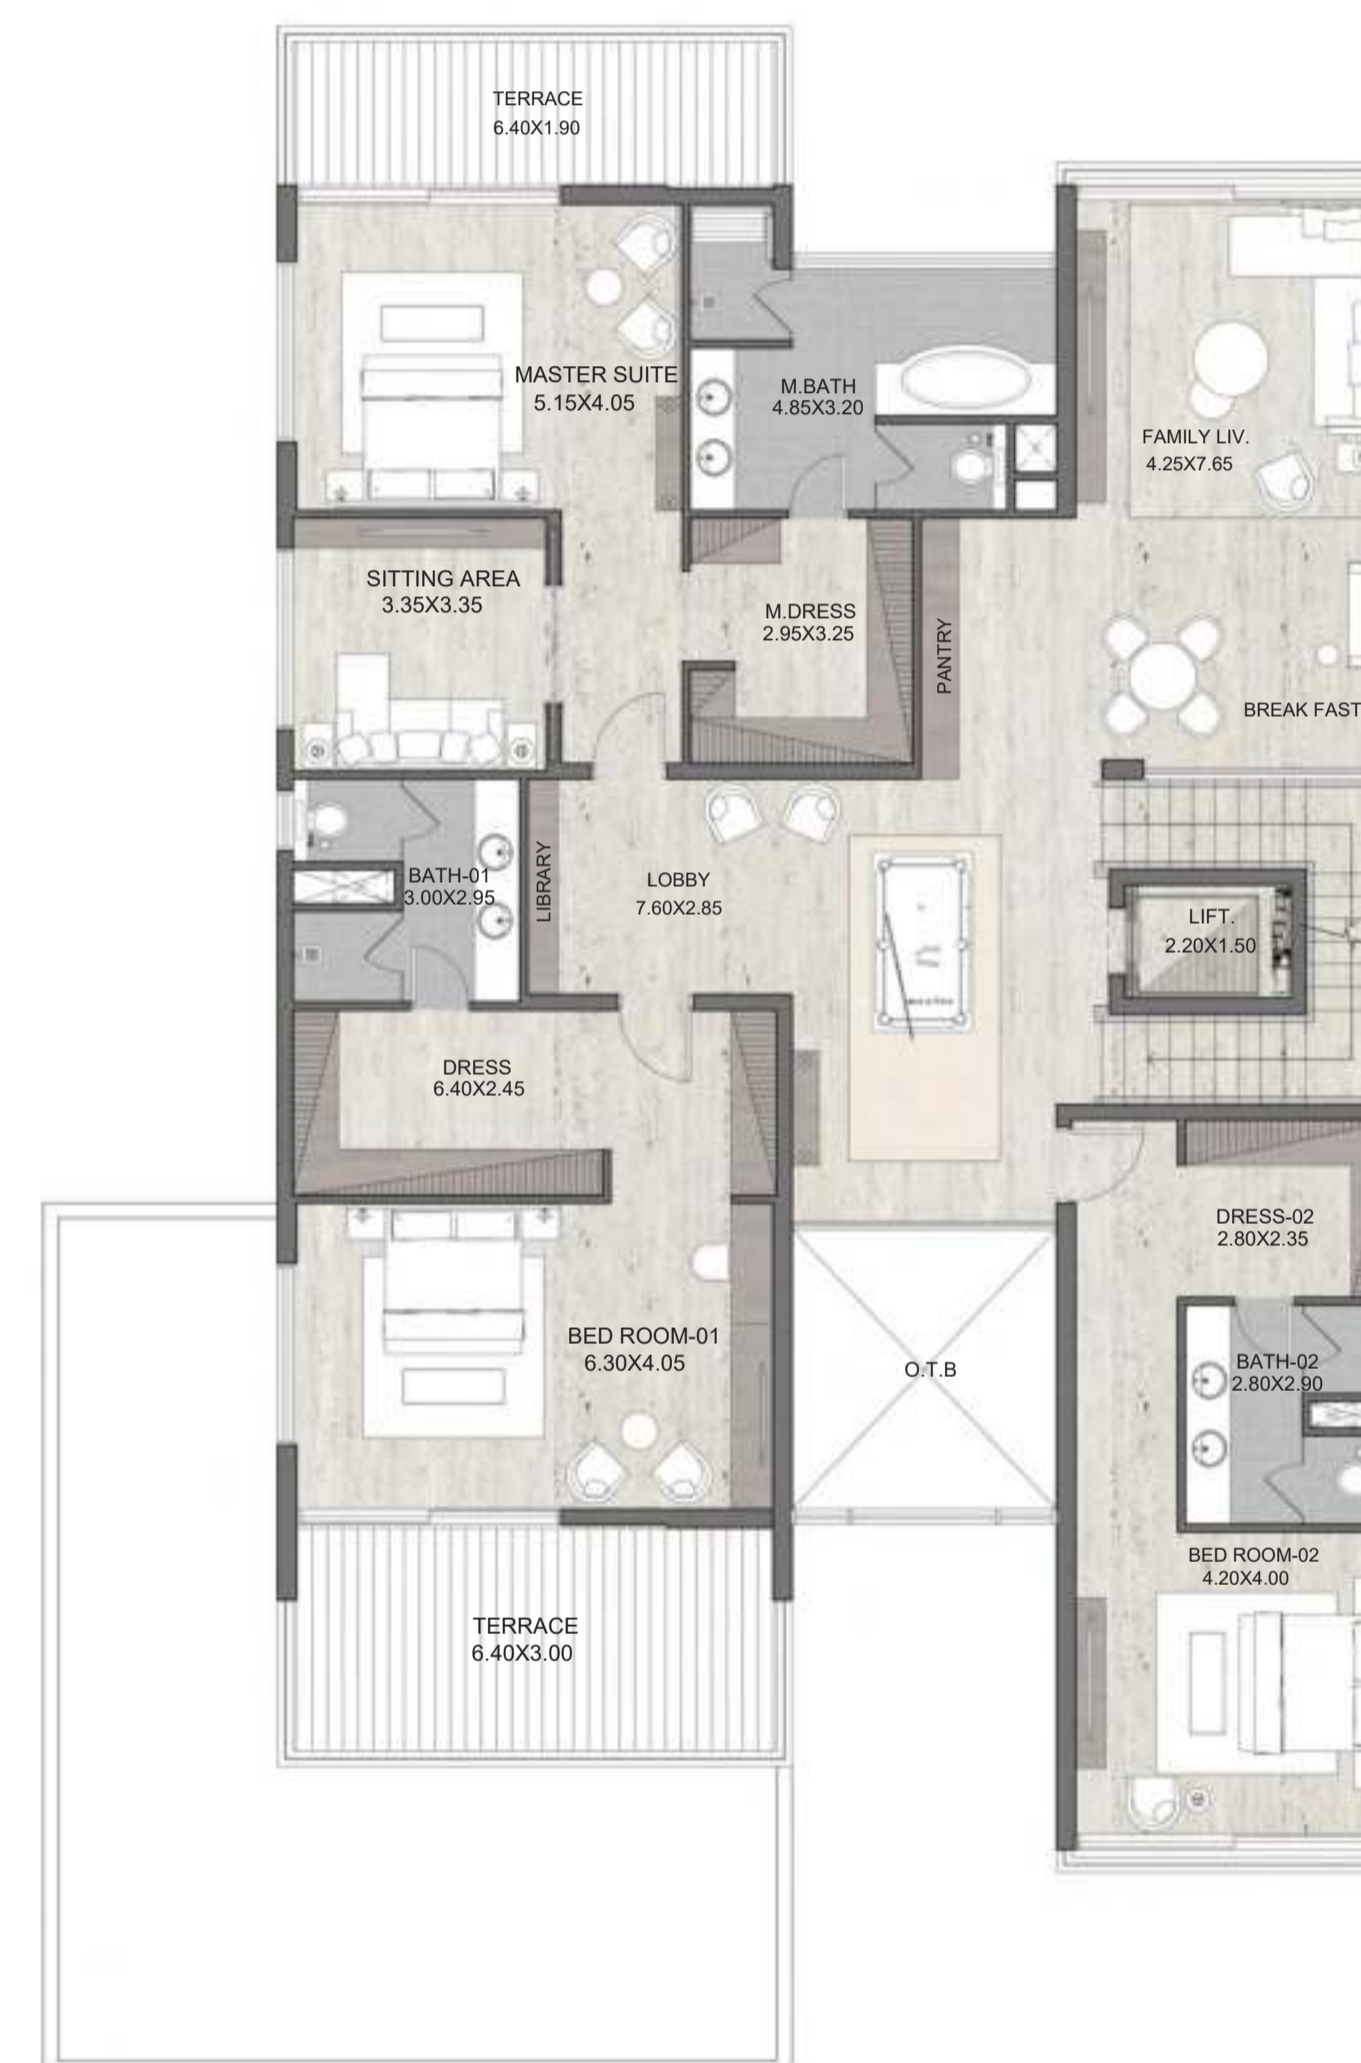 TERRACE
6.40X1.90
MASTER SUITE
5.15X4.05
M.BATH
4.85X3.20
FAMILY LIV.
4.25X7.65
SITTING AREA
3.35X3.35
M.DRESS
2.95X3.25
PANTRY
BREAK FAST
BATH-01
3.00X2.95
LIBRARY
LOBBY
7.60X2.85
LIFT.
2.20X1.50
DRESS
6.40X2.45
DRESS-02
2.80X2.35
BED ROOM-01
6.30X4.05
O.T.B
BATH-02
2.80X2.90
BED ROOM-02
4.20X4.00
TERRACE
6.40X3.00